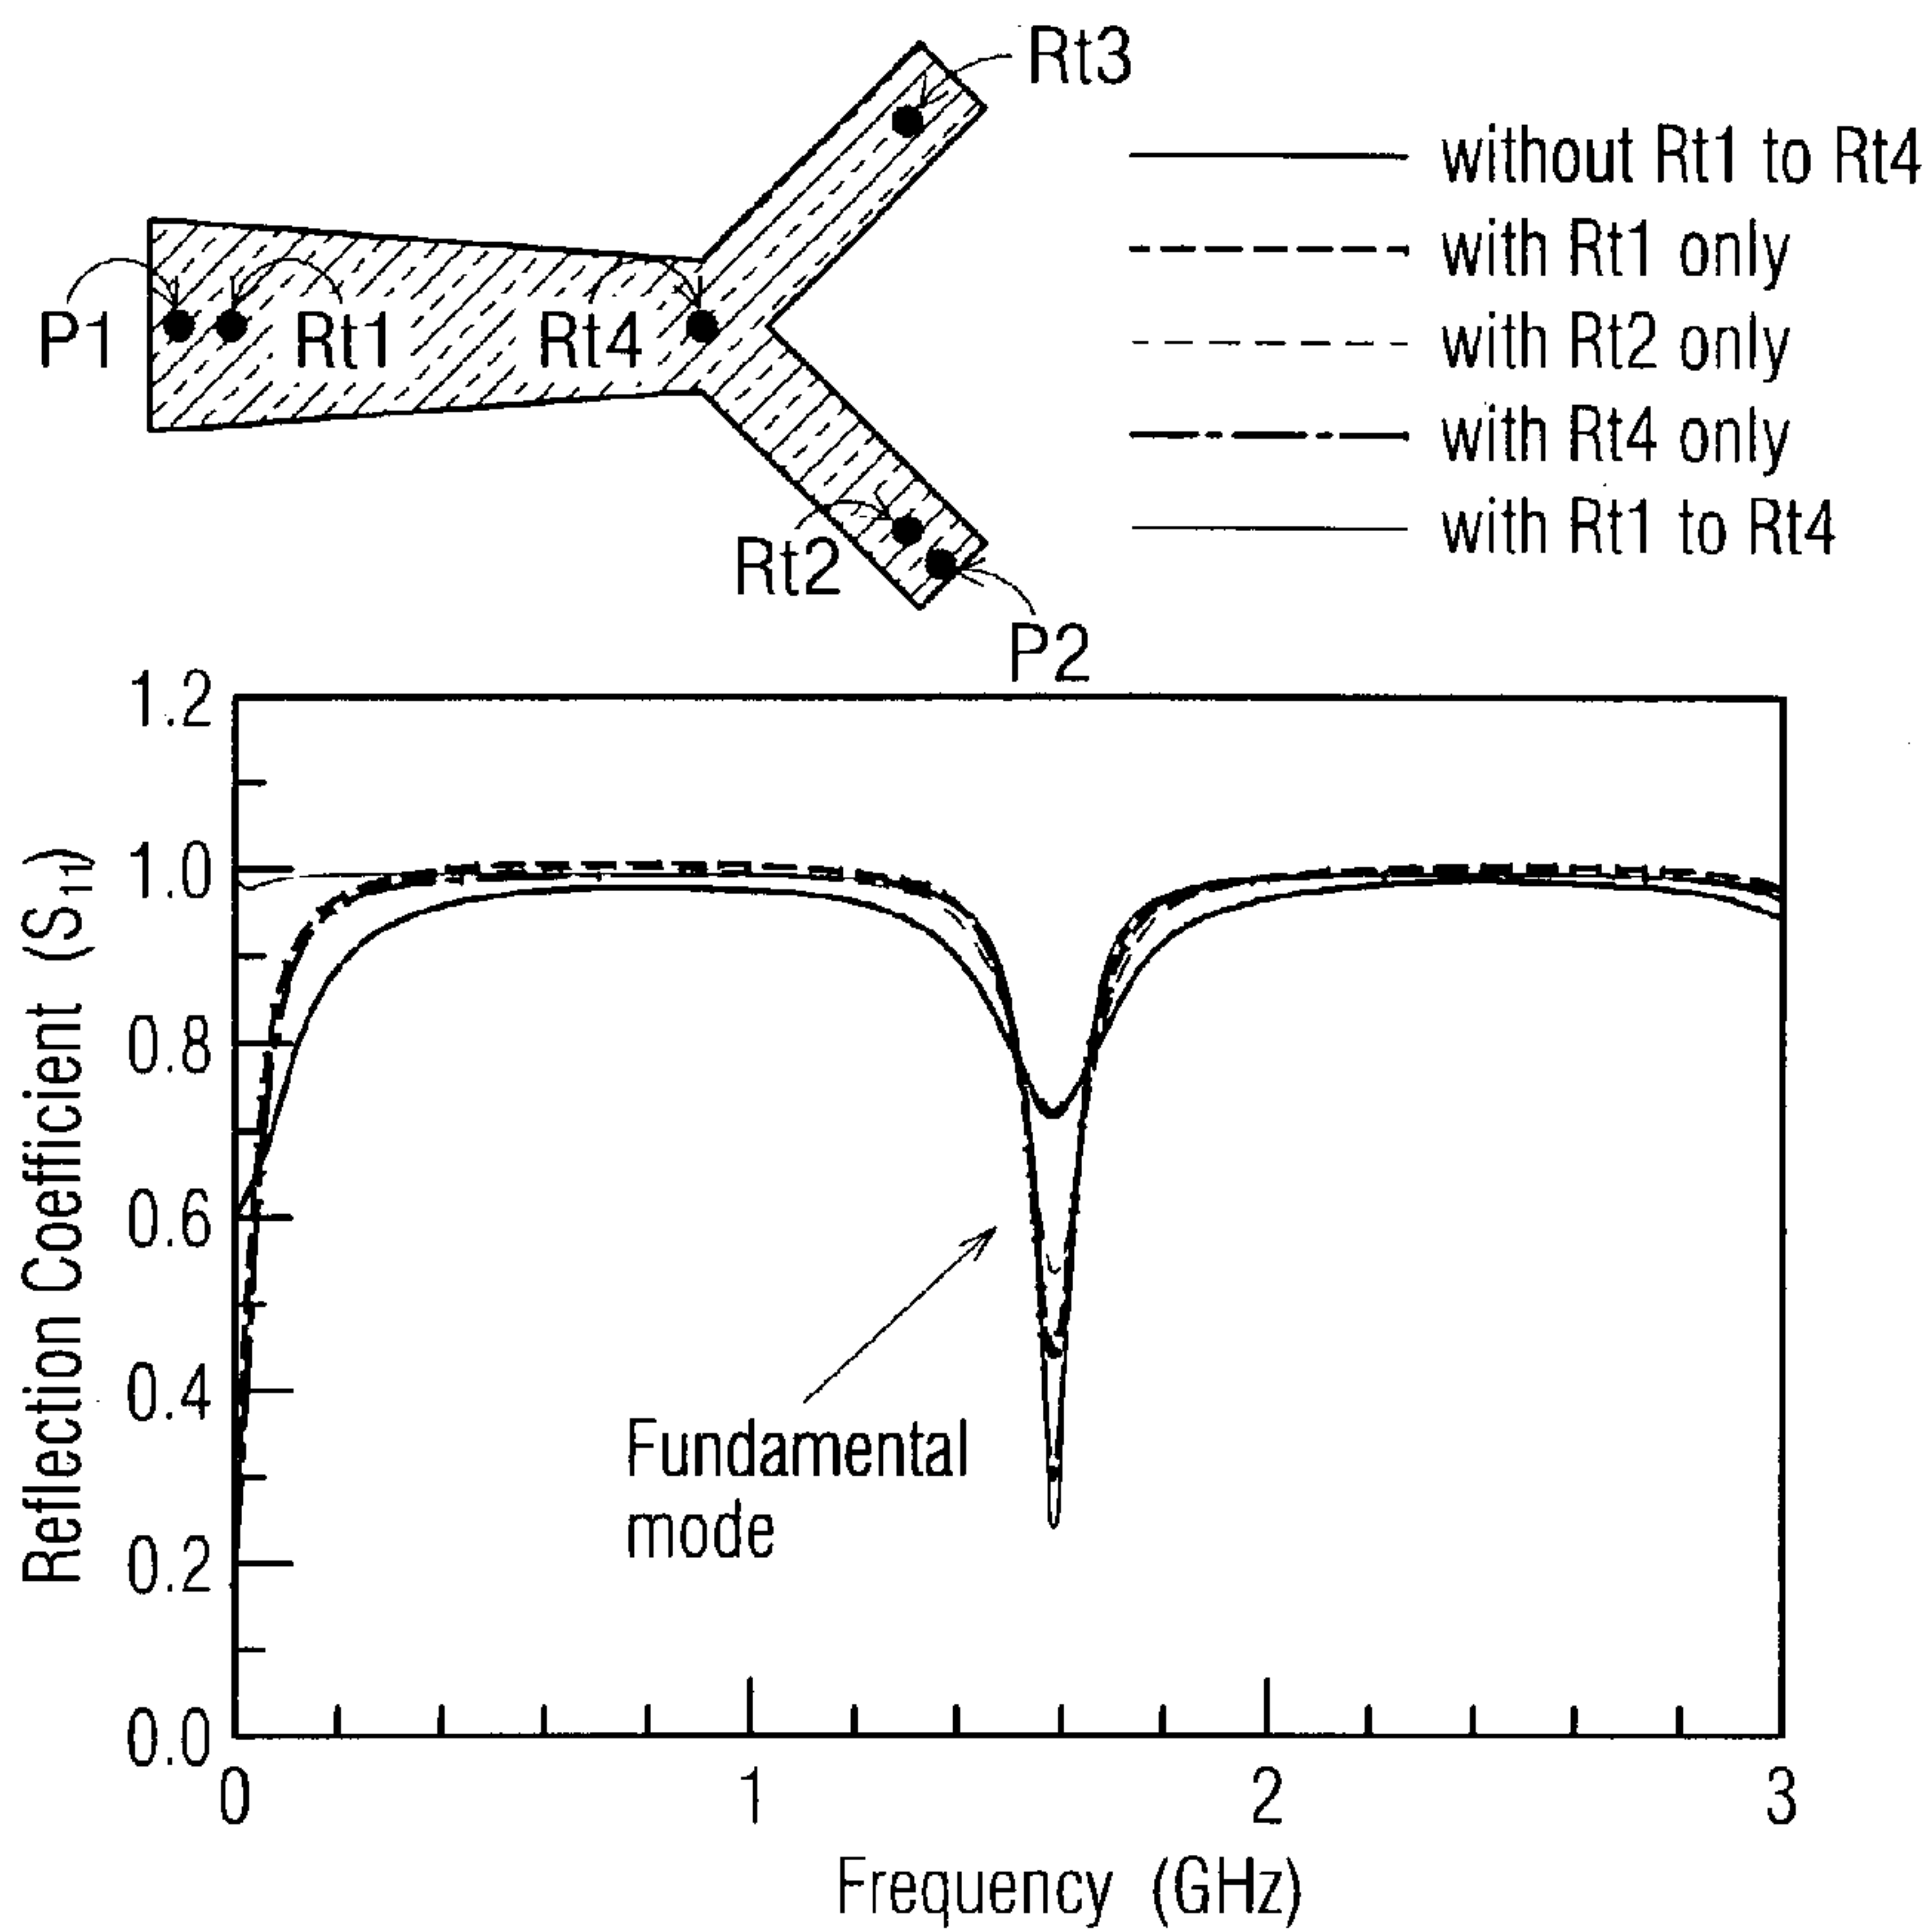 Rt3
without Rt1 to Rt4
with Rt1 only
P1
Rt1
Rt4
with Rt2 only
with Rt4 only
with Rt1 to Rt4
Rt2
P2
1.2
1.0
0.8
0.6
0.4
0.2
0.0
Reflection Coefficient (S11)
Fundamental
mode
0
1
2
3
Frequency (GHz)